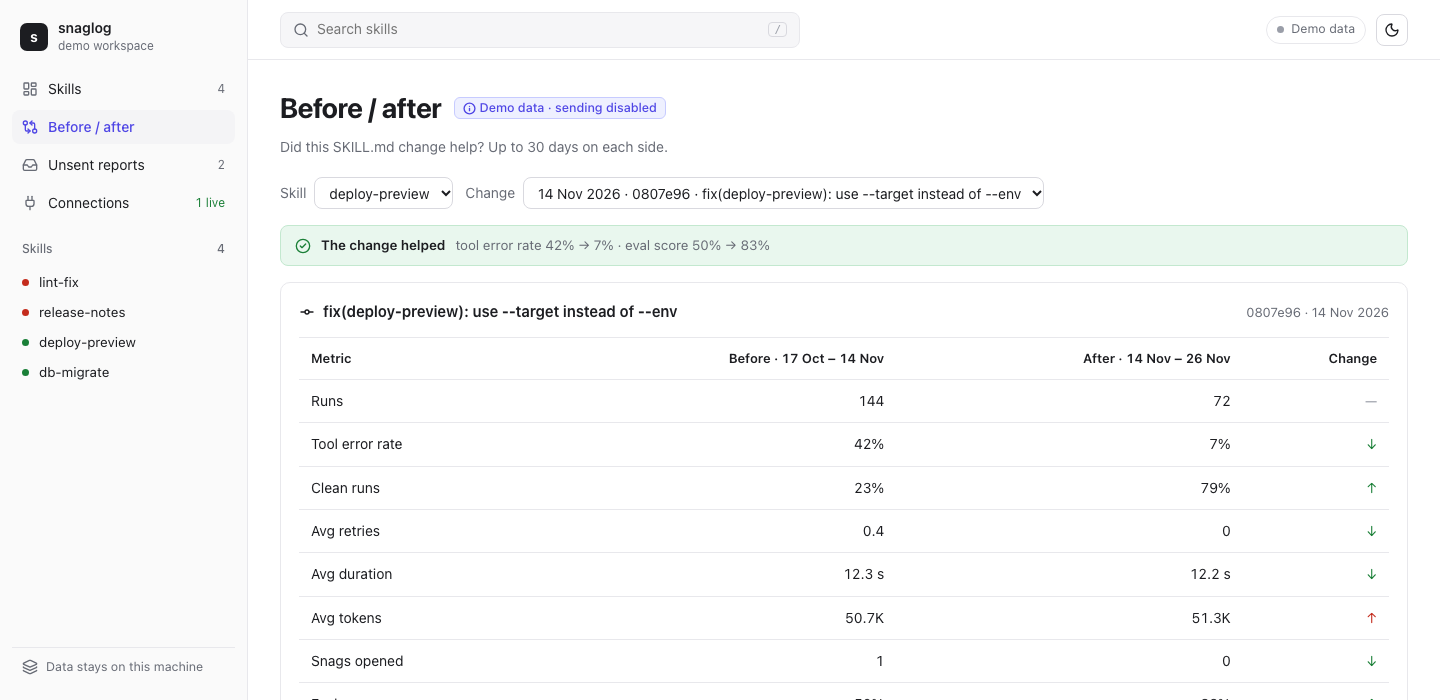 s
snaglog
demo workspace
Search skills
/
Demo data
Skills 4
Before / after
Unsent reports 2
Connections 1 live
Skills 4
lint-fix
release-notes
deploy-preview
db-migrate
Data stays on this machine
Before / after
Demo data · sending disabled
Did this SKILL.md change help? Up to 30 days on each side.
Skill deploy-preview Change 14 Nov 2026 · 0807e96 · fix(deploy-preview): use --target instead of --env
The change helped tool error rate 42% → 7% · eval score 50% → 83%
fix(deploy-preview): use --target instead of --env 0807e96 · 14 Nov 2026
Metric Before · 17 Oct – 14 Nov After · 14 Nov – 26 Nov Change
Runs 144 72 —
Tool error rate 42% 7% ↓
Clean runs 23% 79% ↑
Avg retries 0.4 0 ↓
Avg duration 12.3 s 12.2 s ↓
Avg tokens 50.7K 51.3K ↑
Snags opened 1 0 ↓